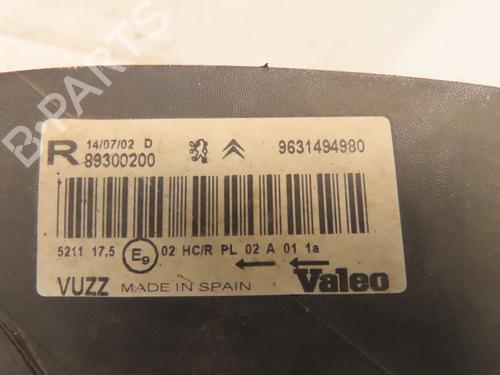 R 14/07/02 D
89300200
9631494980
5211 17,5 E9 02 HC/R PL 02 A 01 1a
VUZZ MADE IN SPAIN Valeo
B-PARTS